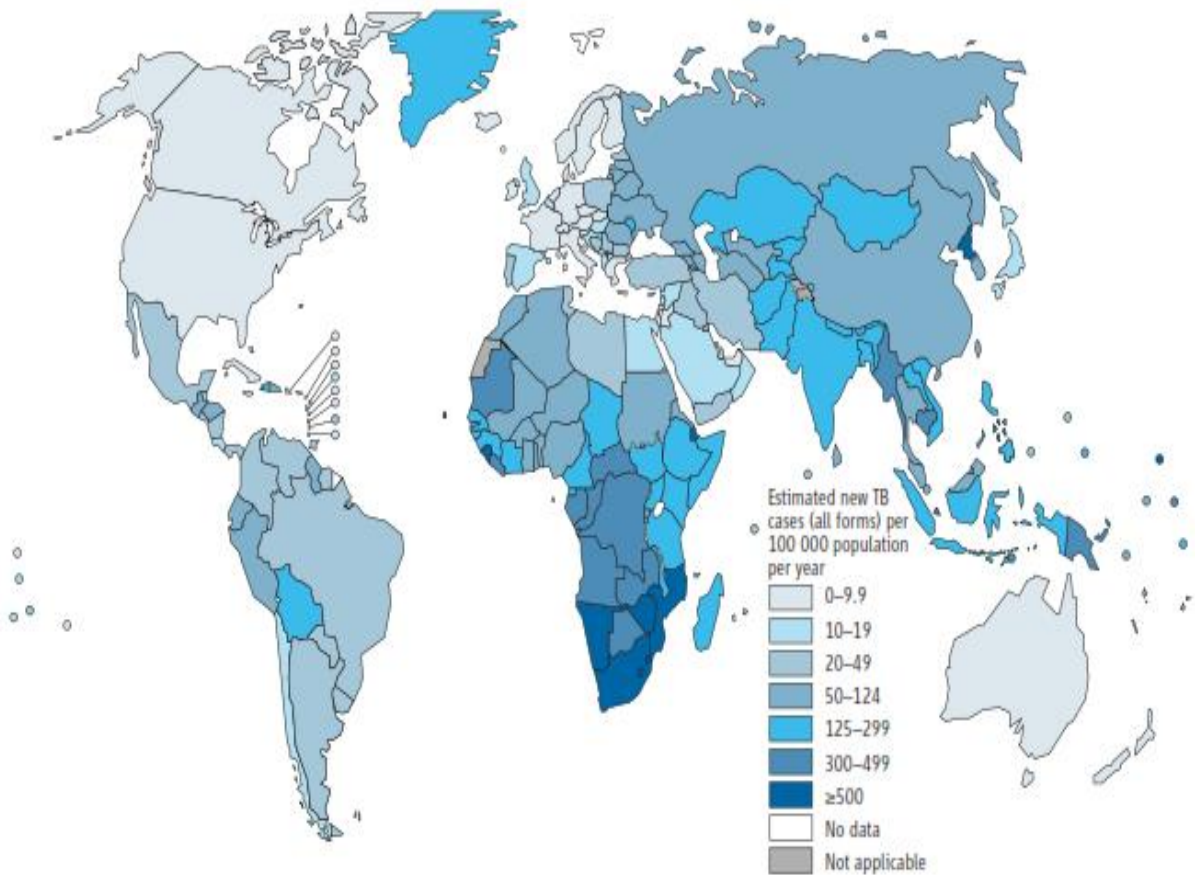 Estimated new TB
cases (all forms) per
100 000 population
per year
0–9.9
10–19
20–49
50–124
125–299
300–499
≥500
No data
Not applicable